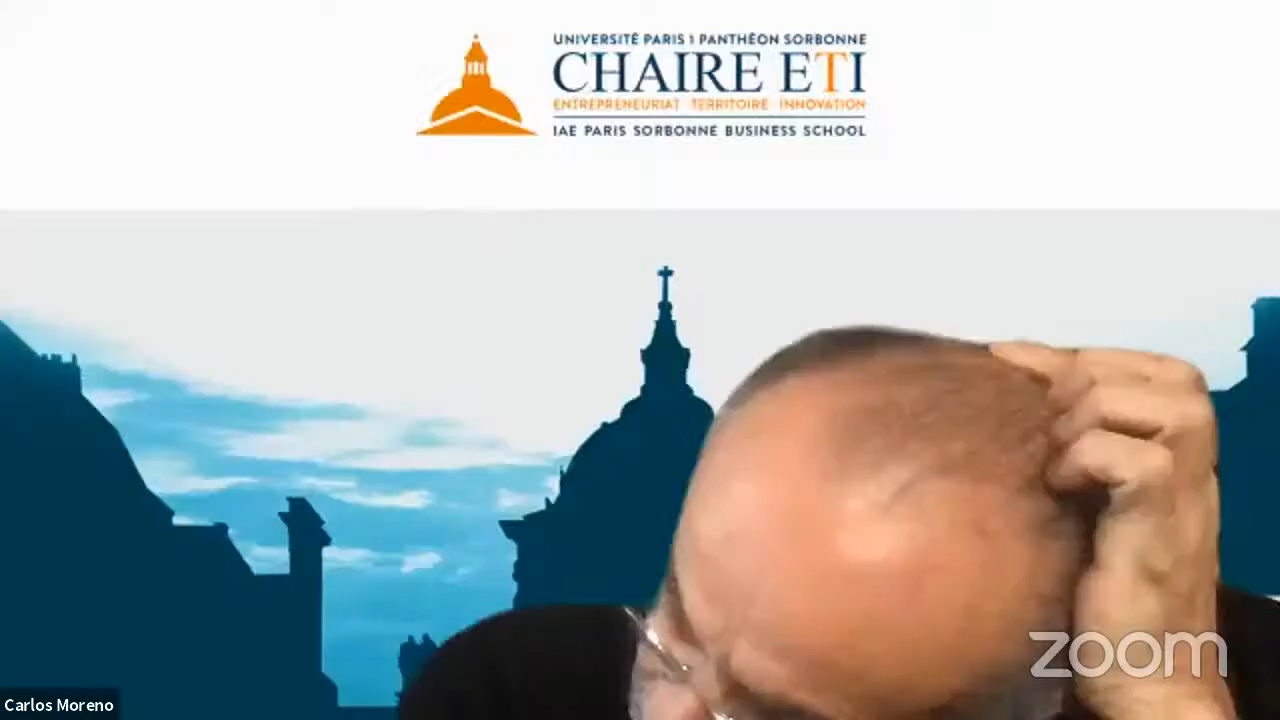 UNIVERSITÉ PARIS 1 PANTHÉON SORBONNE
CHAIRE ETI
ENTREPRENEURIAT TERRITOIRE INNOVATION
IAE PARIS SORBONNE BUSINESS SCHOOL
zoom
Carlos Moreno